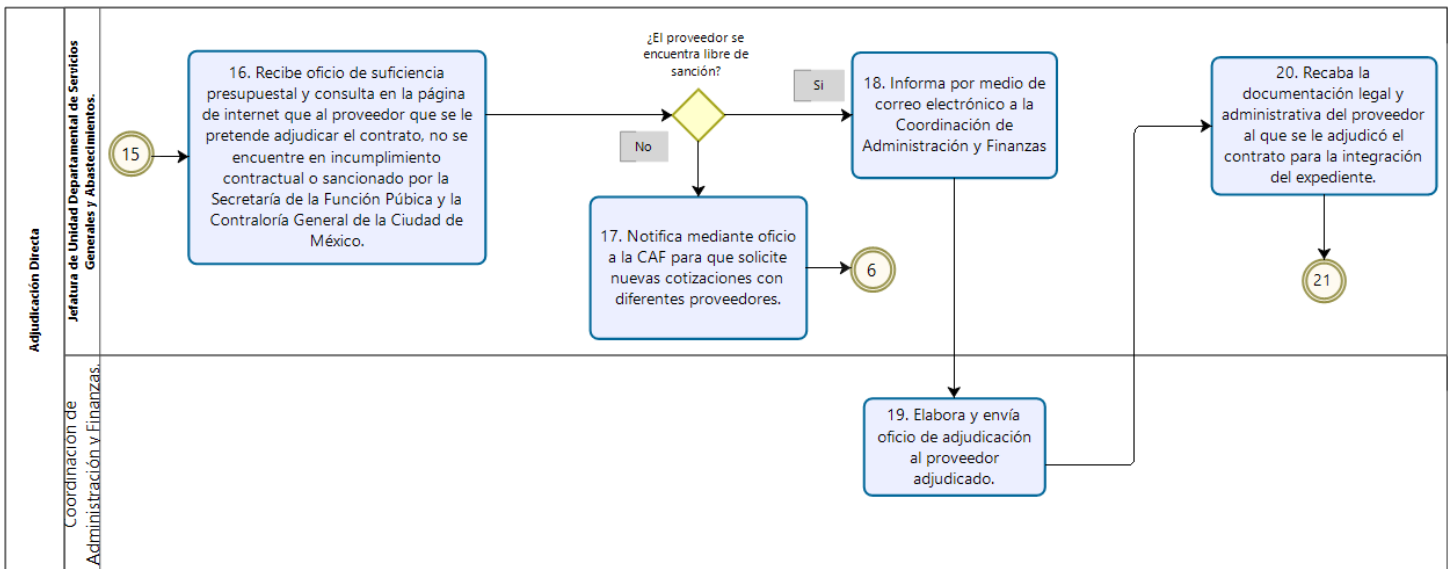 Adjudicación Directa
Jefatura de Unidad Departamental de Servicios
Generales y Abastecimientos.
15
16. Recibe oficio de suficiencia
presupuestal y consulta en la página
de internet que al proveedor que se le
pretende adjudicar el contrato, no se
encuentre en incumplimiento
contractual o sancionado por la
Secretaría de la Función Púbica y la
Contraloría General de la Ciudad de
México.
¿El proveedor se
encuentra libre de
sanción?
Sí
No
17. Notifica mediante oficio
a la CAF para que solicite
nuevas cotizaciones con
diferentes proveedores.
6
18. Informa por medio de
correo electrónico a la
Coordinación de
Administración y Finanzas
20. Recaba la
documentación legal y
administrativa del proveedor
al que se le adjudicó el
contrato para la integración
del expediente.
21
Coordinación de
Administración y Finanzas.
19. Elabora y envía
oficio de adjudicación
al proveedor
adjudicado.